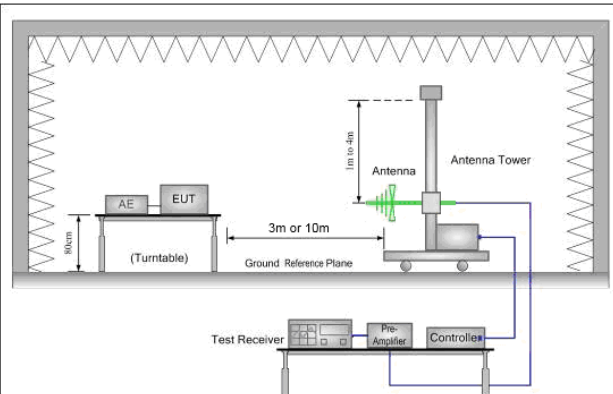 1m to 4m
Antenna
Antenna Tower
AE
EUT
80cm
(Turntable)
3m or 10m
Ground Reference Plane
Test Receiver
Pre-
Amplifier
Controller